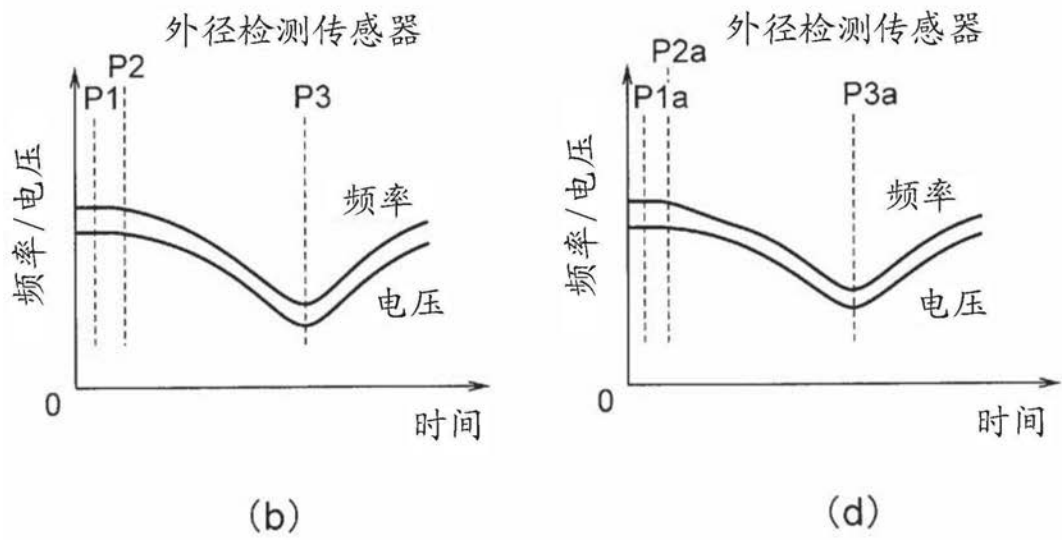 外径检测传感器
P2
P1
P3
频率/电压
频率
电压
0
时间
(b)
外径检测传感器
P2a
P1a
P3a
频率/电压
频率
电压
0
时间
(d)